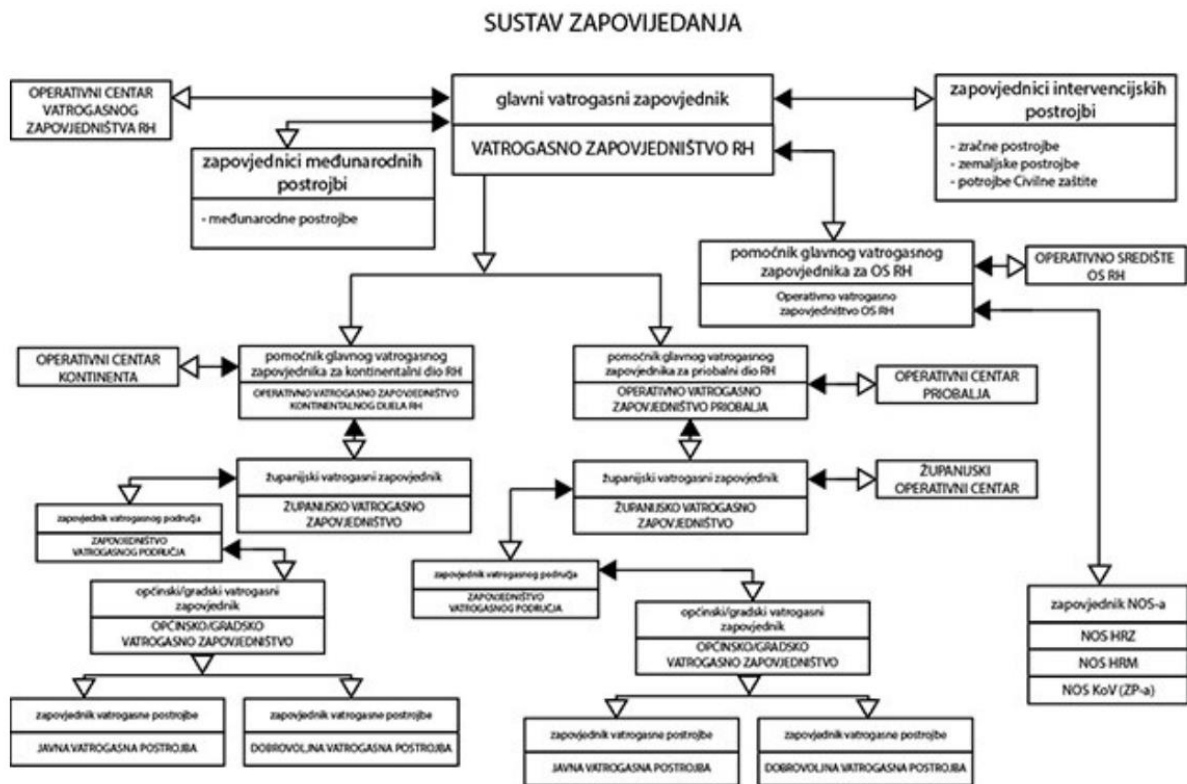 SUSTAV ZAPOVIJEDANJA
OPERATIVNI CENTAR
VATROGASNOG
ZAPOVJEDNIŠTVA RH
glavni vatrogasni zapovjednik
VATROGASNO ZAPOVJEDNIŠTVO RH
zapovjednici intervencijskih
postrojbi
- zračne postrojbe
- zemaljske postrojbe
- potrojbe Civilne zaštite
zapovjednici međunarodnih
postrojbi
- međunarodne postrojbe
pomoćnik glavnog vatrogasnog
zapovjednika za OS RH
Operativno vatrogasno
zapovjedništvo OS RH
OPERATIVNO SREDIŠTE
OS RH
OPERATIVNI CENTAR
KONTINENTA
pomoćnik glavnog vatrogasnog
zapovjednika za kontinentalni dio RH
OPERATIVNO VATROGASNO ZAPOVJEDNIŠTVO
KONTINENTALNOG DIJELA RH
pomoćnik glavnog vatrogasnog
zapovjednika za priobalni dio RH
OPERATIVNO VATROGASNO
ZAPOVJEDNIŠTVO PRIOBALJA
OPERATIVNI CENTAR
PRIOBALJA
županijski vatrogasni zapovjednik
ŽUPANIJSKO VATROGASNO
ZAPOVJEDNIŠTVO
županijski vatrogasni zapovjednik
ŽUPANIJSKO VATROGASNO
ZAPOVJEDNIŠTVO
ŽUPANIJSKI
OPERATIVNI CENTAR
zapovjednik vatrogasnog područja
ZAPOVJEDNIŠTVO
VATROGASNOG PODRUČJA
zapovjednik vatrogasnog područja
ZAPOVJEDNIŠTVO
VATROGASNOG PODRUČJA
općinski/gradski vatrogasni
zapovjednik
OPĆINSKO/GRADSKO
VATROGASNO ZAPOVJEDNIŠTVO
općinski/gradski vatrogasni
zapovjednik
OPĆINSKO/GRADSKO
VATROGASNO ZAPOVJEDNIŠTVO
zapovjednik NOS-a
NOS HRZ
NOS HRM
NOS KoV (ZP-a)
zapovjednik vatrogasne postrojbe
JAVNA VATROGASNA POSTROJBA
zapovjednik vatrogasne postrojbe
DOBROVOLJNA VATROGASNA POSTROJBA
zapovjednik vatrogasne postrojbe
JAVNA VATROGASNA POSTROJBA
zapovjednik vatrogasne postrojbe
DOBROVOLJNA VATROGASNA POSTROJBA